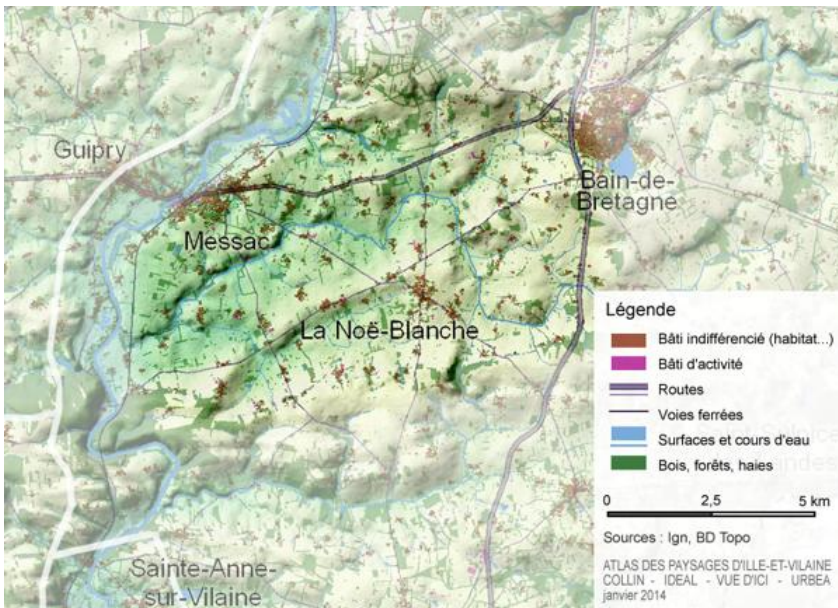 Guipry
Bain-de-
Bretagne
Messac
La Noë-Blanche
Sainte-Anne-
sur-Vilaine
Légende
Bâti indifférencié (habitat...)
Bâti d'activité
Routes
Voies ferrées
Surfaces et cours d'eau
Bois, forêts, haies
0 2,5 5 km
Sources : Ign, BD Topo
ATLAS DES PAYSAGES D'ILLE-ET-VILAINE
COLLIN - IDEAL - VUE D'ICI - URBEA
janvier 2014